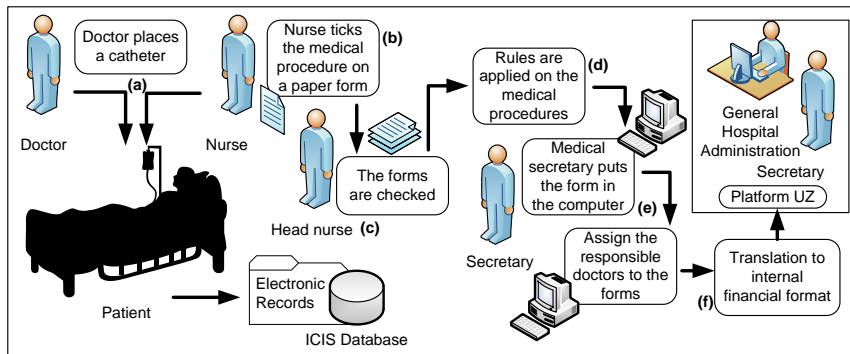 Doctor places
a catheter
(a)
Doctor
Nurse ticks
the medical
procedure on
a paper form
(b)
Nurse
The forms
are checked
Head nurse
(c)
Rules are
applied on the
medical
procedures
(d)
Medical
secretary puts
the form in
the computer
(e)
Secretary
Assign the
responsible
doctors to the
forms
(f)
Translation to
internal
financial format
Platform UZ
General
Hospital
Administration
Secretary
Patient
Electronic
Records
ICIS Database